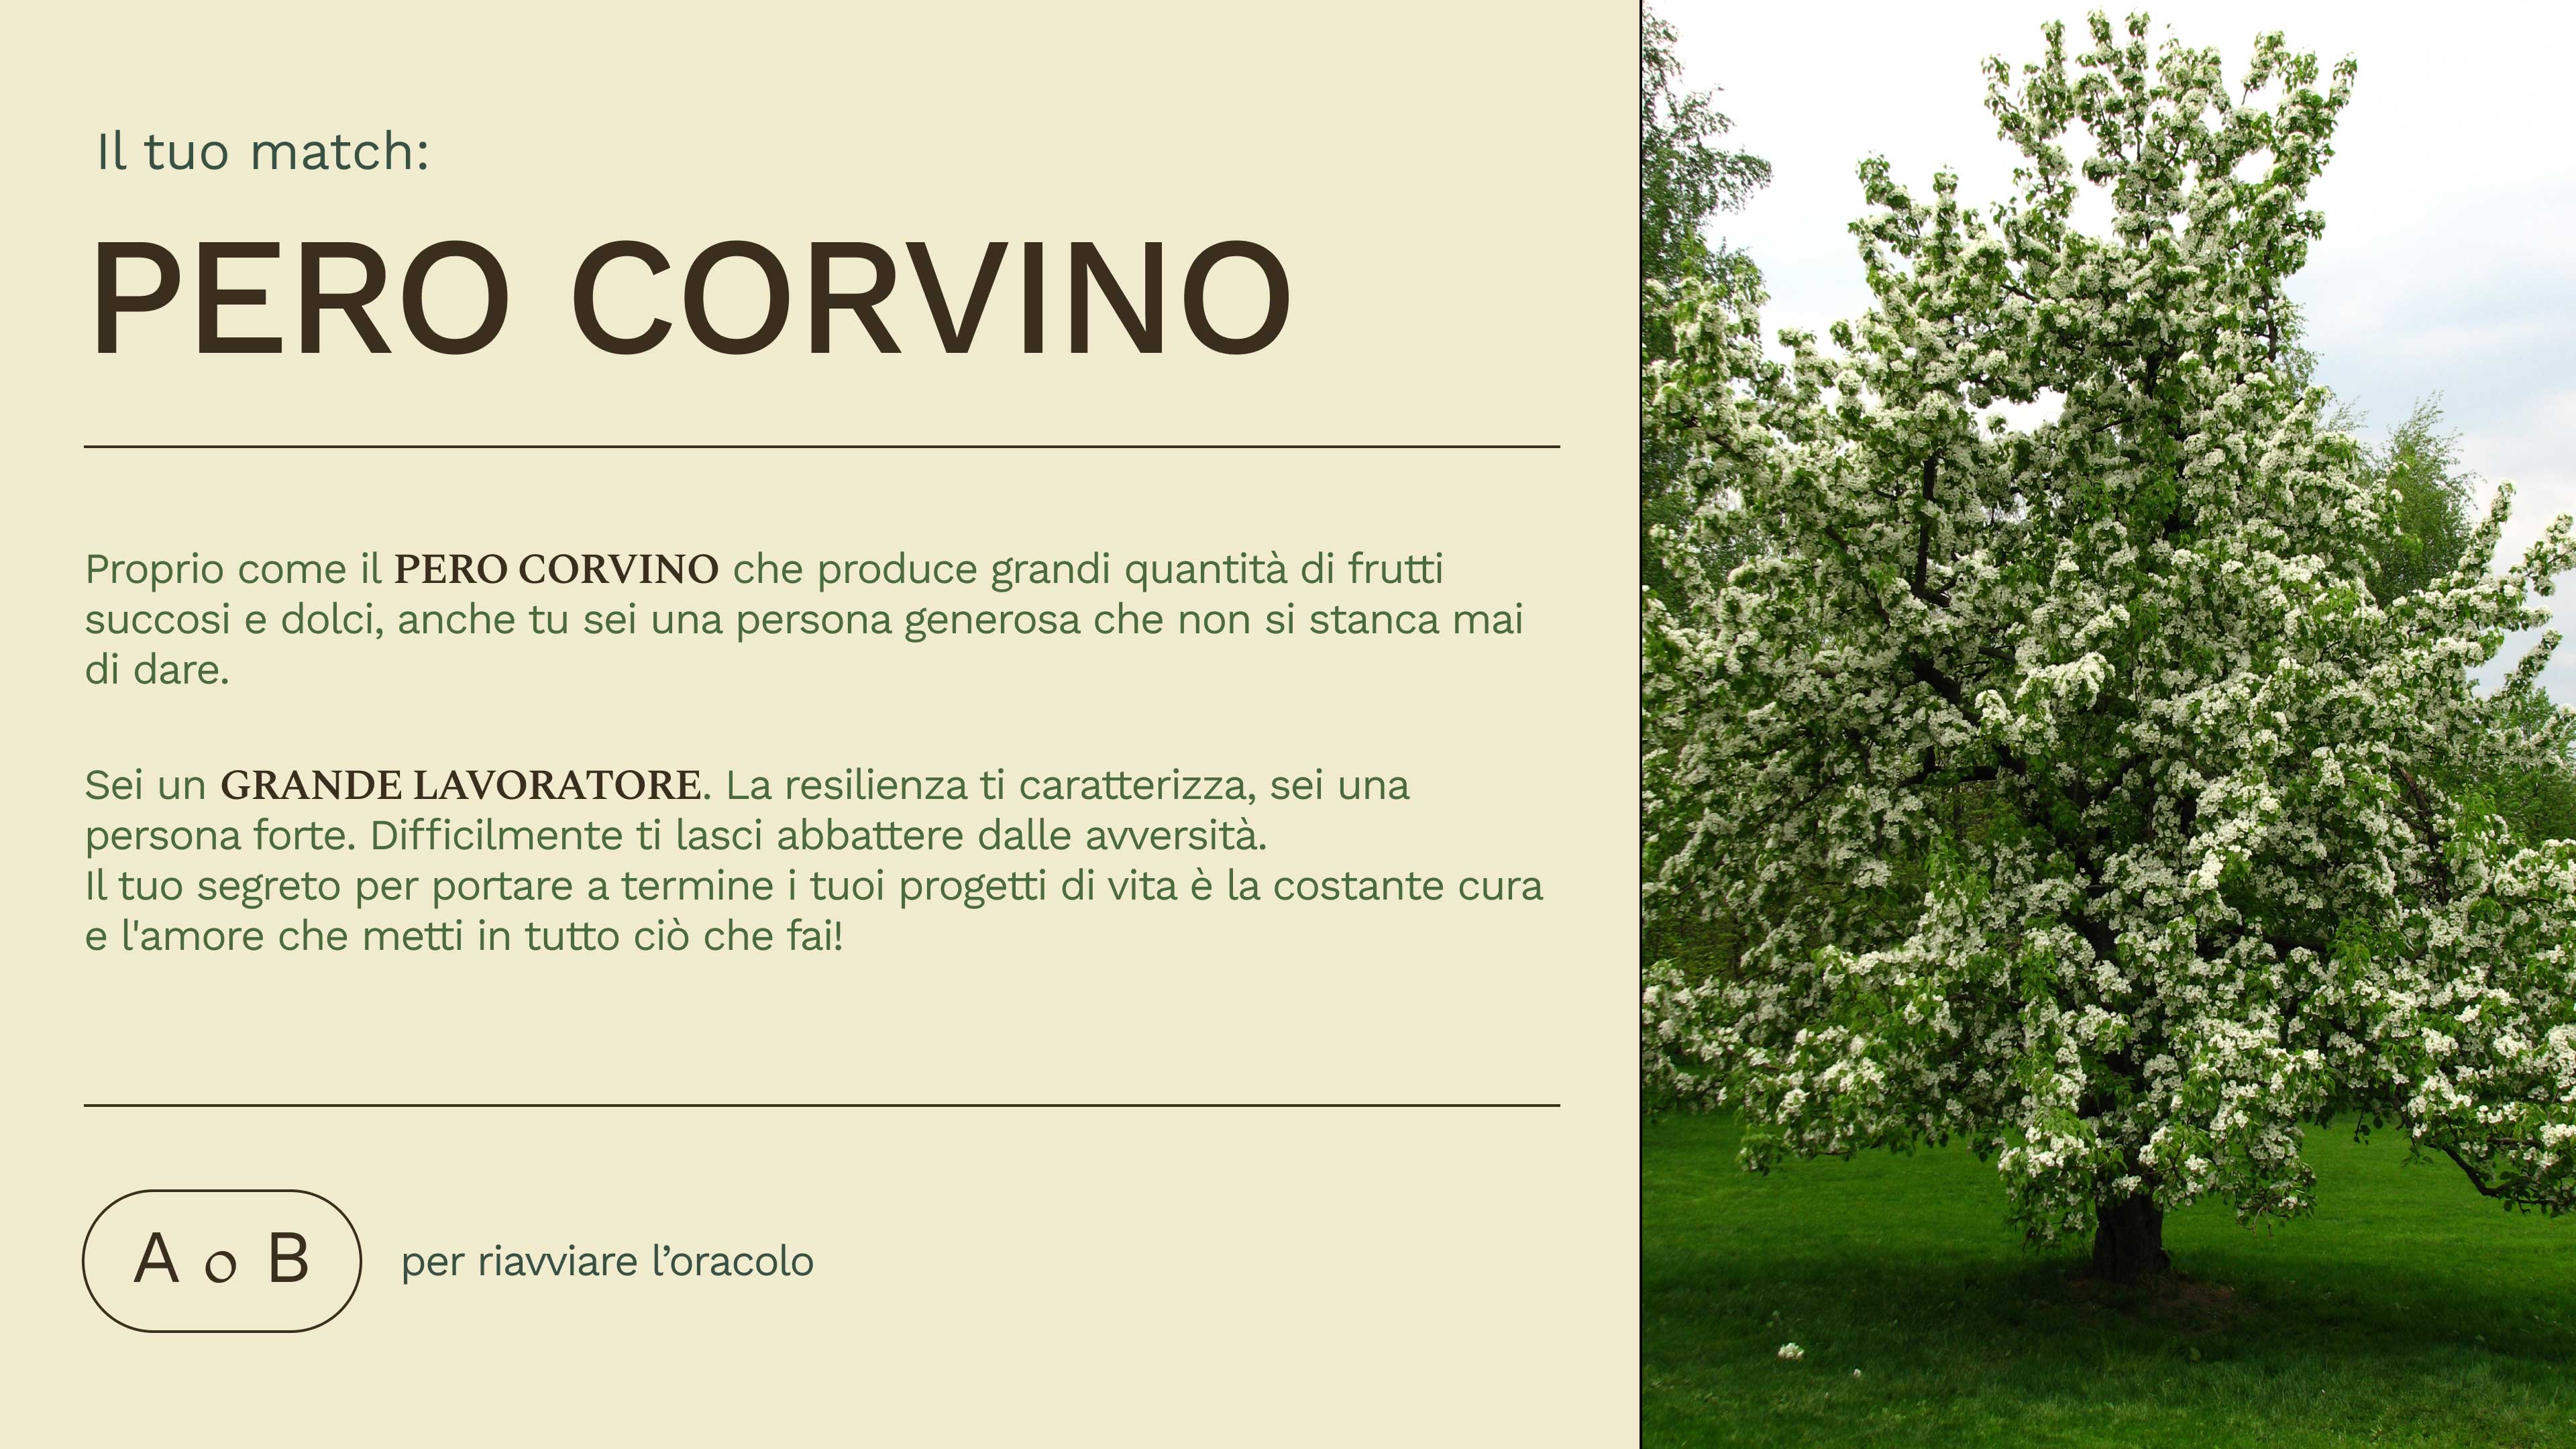 Il tuo match:
PERO CORVINO
Proprio come il PERO CORVINO che produce grandi quantità di frutti
succosi e dolci, anche tu sei una persona generosa che non si stanca mai
di dare.
Sei un GRANDE LAVORATORE. La resilienza ti caratterizza, sei una
persona forte. Difficilmente ti lasci abbattere dalle avversità.
Il tuo segreto per portare a termine i tuoi progetti di vita è la costante cura
e l'amore che metti in tutto ciò che fai!
A o B per riavviare l’oracolo